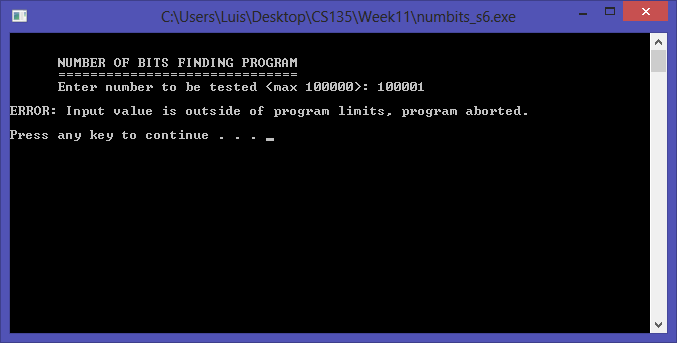 C:\Users\Luis\Desktop\CS135\Week11\numbits_s6.exe
NUMBER OF BITS FINDING PROGRAM
==============================
Enter number to be tested <max 100000>: 100001
ERROR: Input value is outside of program limits, program aborted.
Press any key to continue . . . _